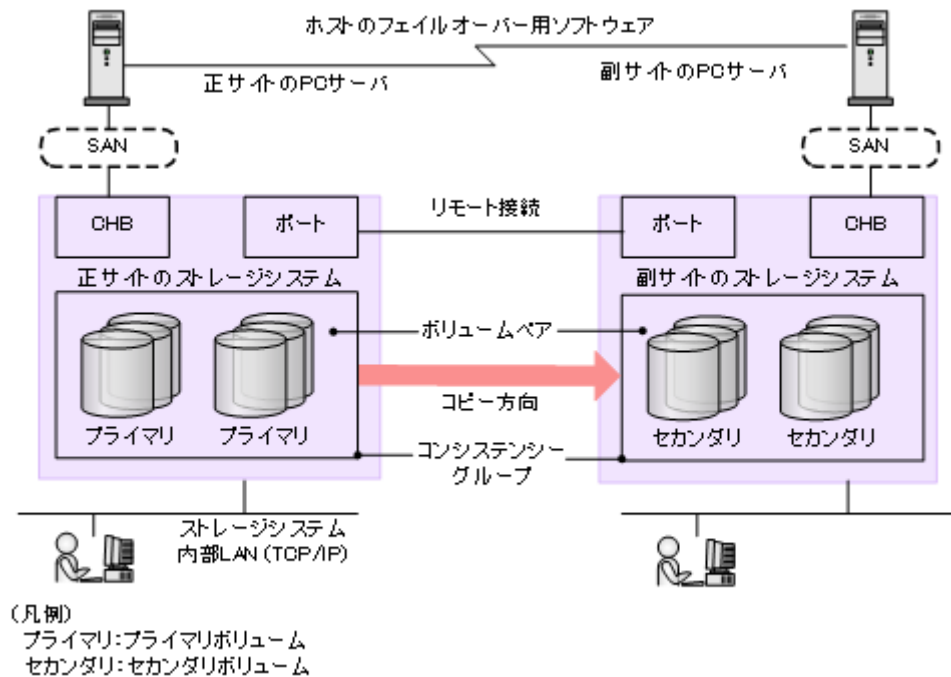 ホストのフェイルオーバー用ソフトウェア
正サイトのPCサーバ
副サイトのPCサーバ
SAN
SAN
CHB
ポート
リモート接続
ポート
CHB
正サイトのストレージシステム
副サイトのストレージシステム
ボリュームペア
コピー方向
プライマリ
プライマリ
セカンダリ
セカンダリ
コンシステンシー
グループ
ストレージシステム
内部LAN(TCP/IP)
(凡例)
プライマリ:プライマリボリューム
セカンダリ:セカンダリボリューム